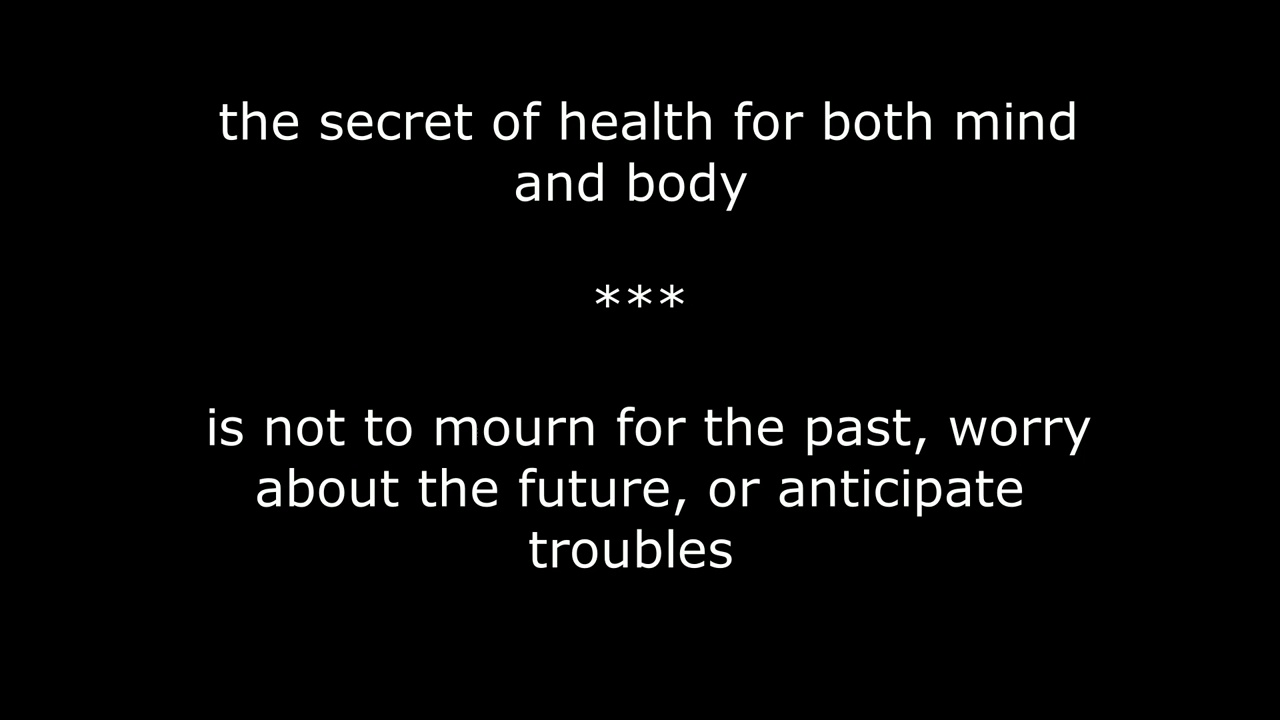 the secret of health for both mind
and body
***
is not to mourn for the past, worry
about the future, or anticipate
troubles